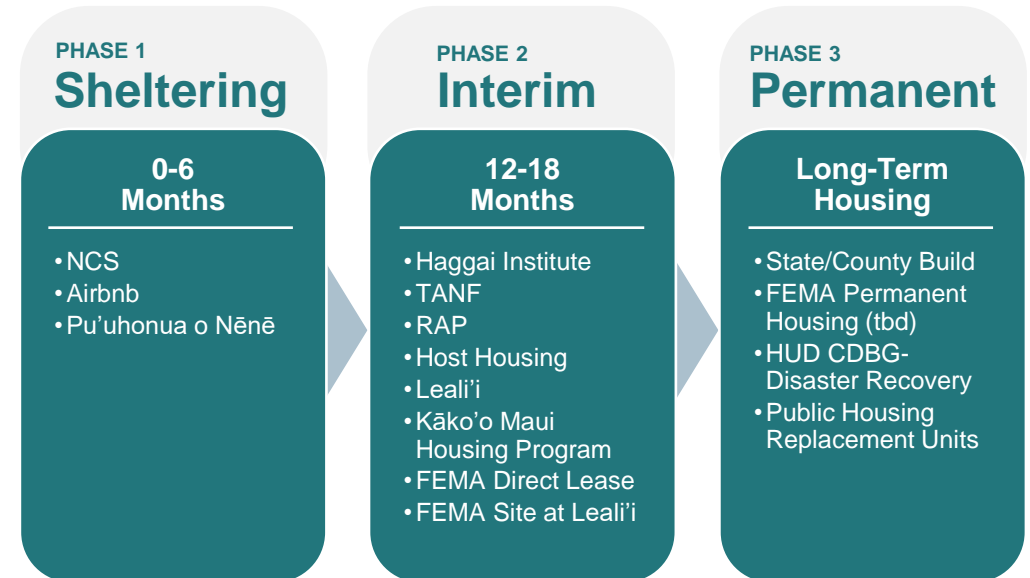 PHASE 1
Sheltering
0-6
Months
•NCS
•Airbnb
•Pu’uhonua o Nēnē
PHASE 2
Interim
12-18
Months
•Haggai Institute
•TANF
•RAP
•Host Housing
•Leali’i
•Kāko’o Maui
Housing Program
•FEMA Direct Lease
•FEMA Site at Leali’i
PHASE 3
Permanent
Long-Term
Housing
•State/County Build
•FEMA Permanent
Housing (tbd)
•HUD CDBG-
Disaster Recovery
•Public Housing
Replacement Units